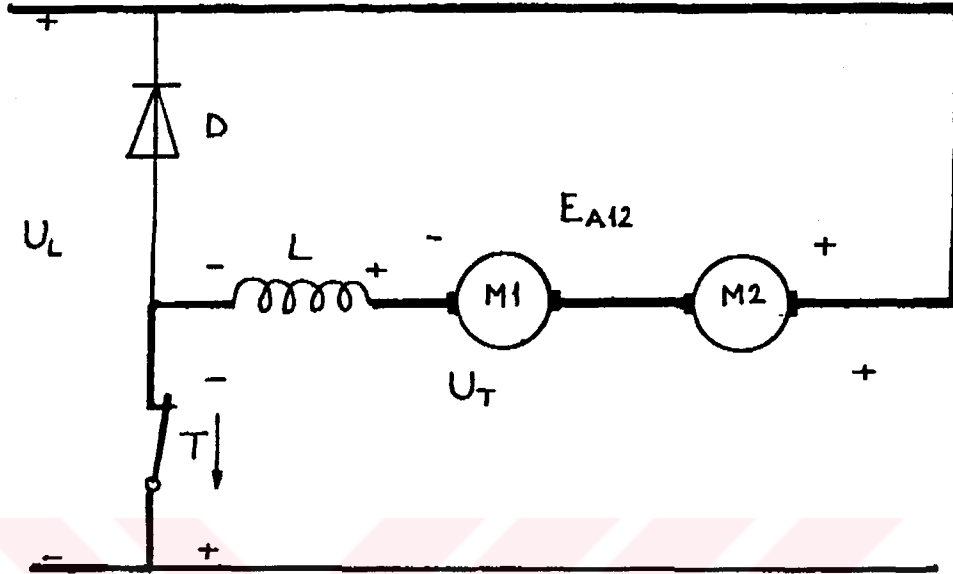 +
D
E_A12
U_L
- L + - +
M1 M2
- U_T +
T
- +